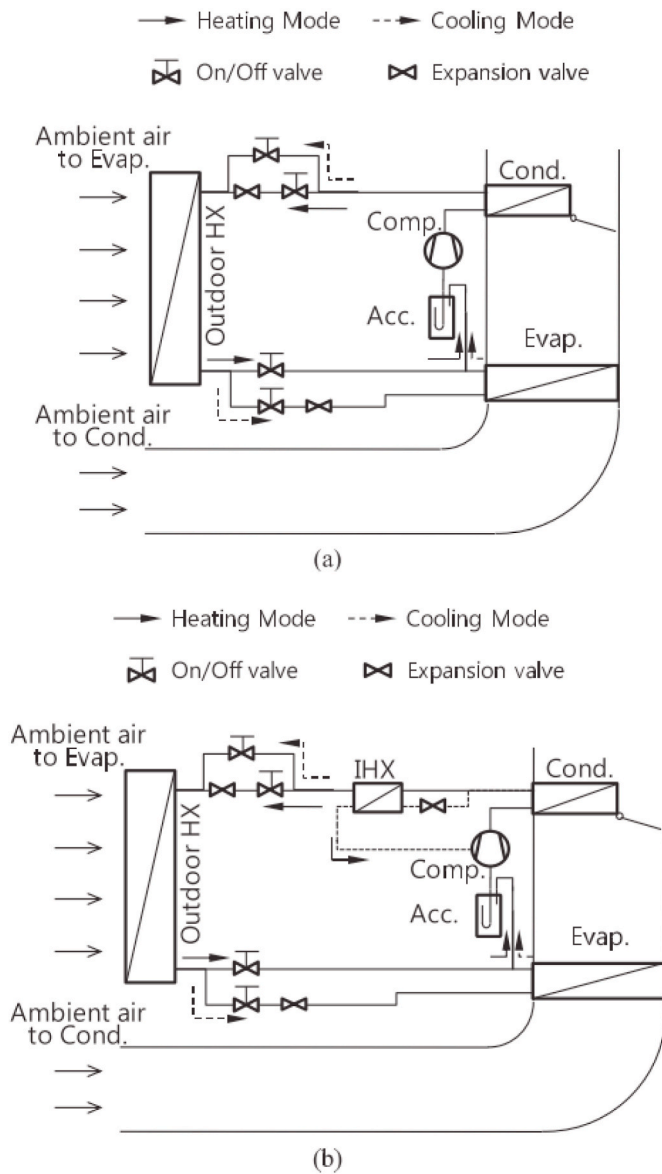 Heating Mode
Cooling Mode
On/Off valve
Expansion valve
Ambient air
to Evap.
Cond.
Comp.
Outdoor HX
Acc.
Evap.
Ambient air
to Cond.
(a)
Heating Mode
Cooling Mode
On/Off valve
Expansion valve
Ambient air
to Evap.
IHX
Cond.
Outdoor HX
Comp.
Acc.
Evap.
Ambient air
to Cond.
(b)